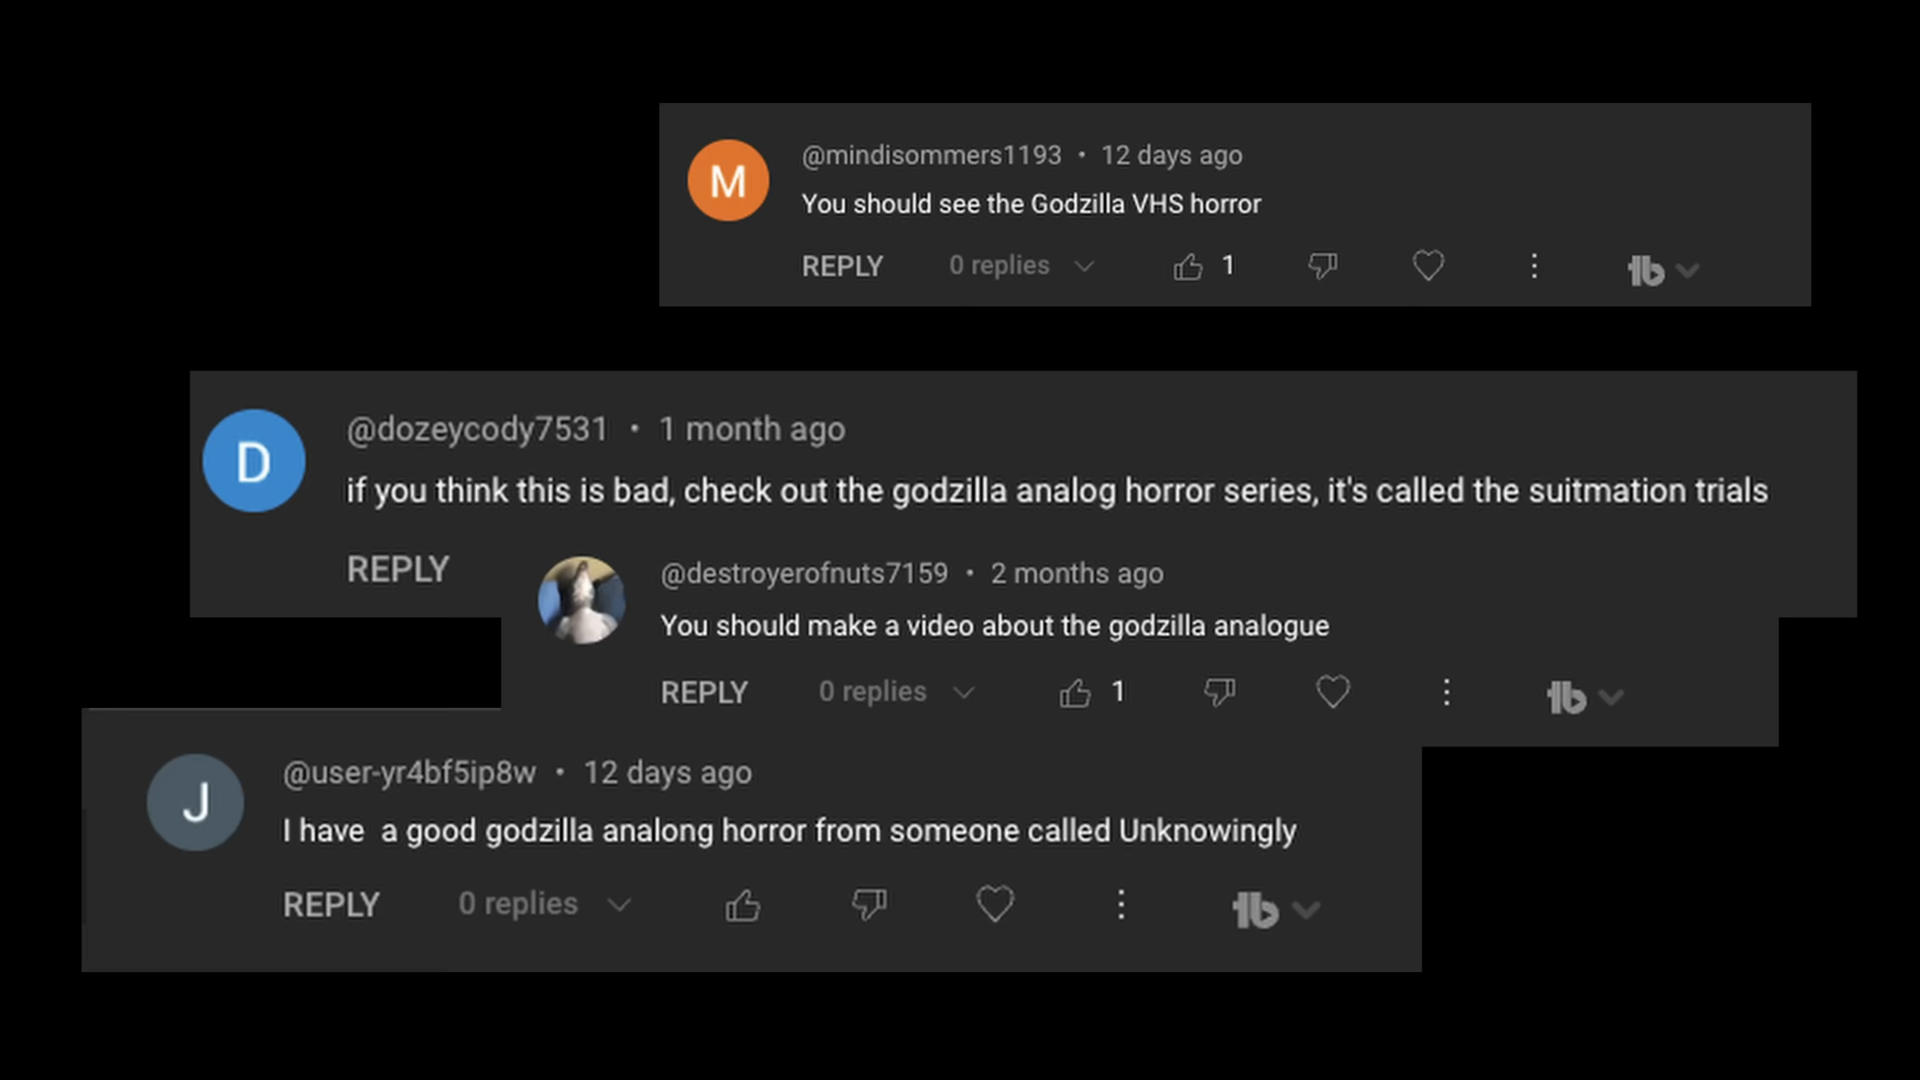 M
@mindisommers1193 • 12 days ago
You should see the Godzilla VHS horror
REPLY 0 replies 1
D
@dozeycody7531 • 1 month ago
if you think this is bad, check out the godzilla analog horror series, it's called the suitmation trials
REPLY
@destroyerofnuts7159 • 2 months ago
You should make a video about the godzilla analogue
REPLY 0 replies 1
J
@user-yr4bf5ip8w • 12 days ago
I have  a good godzilla analong horror from someone called Unknowingly
REPLY 0 replies